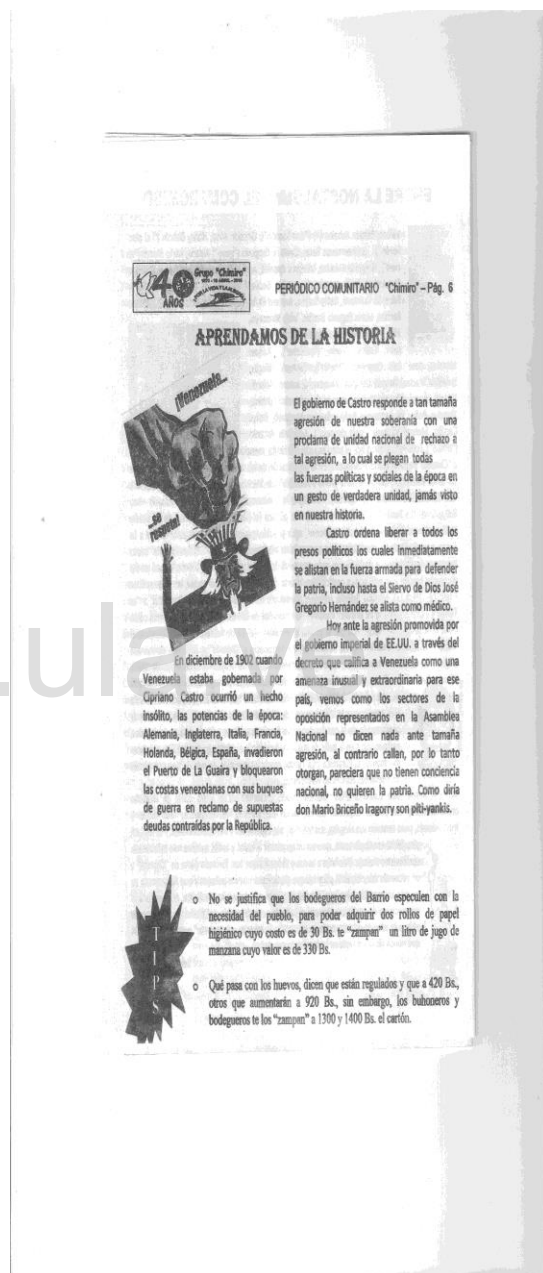 40
AÑOS
Grupo "Chimiro"
PERIÓDICO COMUNITARIO "Chimiro" – Pág. 6
APRENDAMOS DE LA HISTORIA
¡Venezuela...
...se
respeta!
En diciembre de 1902 cuando
Venezuela estaba gobernada por
Cipriano Castro ocurrió un hecho
insólito, las potencias de la época:
Alemania, Inglaterra, Italia, Francia,
Holanda, Bélgica, España, invadieron
el Puerto de La Guaira y bloquearon
las costas venezolanas con sus buques
de guerra en reclamo de supuestas
deudas contraídas por la República.
El gobierno de Castro responde a tan tamaña
agresión de nuestra soberanía con una
proclama de unidad nacional de rechazo a
tal agresión, a lo cual se plegan todas
las fuerzas políticas y sociales de la época en
un gesto de verdadera unidad, jamás visto
en nuestra historia.
Castro ordena liberar a todos los
presos políticos los cuales inmediatamente
se alistan en la fuerza armada para defender
la patria, incluso hasta el Siervo de Dios José
Gregorio Hernández se alista como médico.
Hoy ante la agresión promovida por
el gobierno imperial de EE.UU. a través del
decreto que califica a Venezuela como una
amenaza inusual y extraordinaria para ese
país, vemos como los sectores de la
oposición representados en la Asamblea
Nacional no dicen nada ante tamaña
agresión, al contrario callan, por lo tanto
otorgan, pareciera que no tienen conciencia
nacional, no quieren la patria. Como diría
don Mario Briceño Iragorry son piti-yankis.
TIPS
o No se justifica que los bodegueros del Barrio especulen con la
necesidad del pueblo, para poder adquirir dos rollos de papel
higiénico cuyo costo es de 30 Bs. te "zampan" un litro de jugo de
manzana cuyo valor es de 330 Bs.
o Qué pasa con los huevos, dicen que están regulados y que a 420 Bs.,
otros que aumentarán a 920 Bs., sin embargo, los buhoneros y
bodegueros te los "zampan" a 1300 y 1400 Bs. el cartón.
.ula.ve